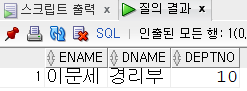 스크립트 출력 × 질의 결과 ×
SQL | 인출된 모든 행: 1(0.
ENAME DNAME DEPTNO
1 이문세 경리부 10